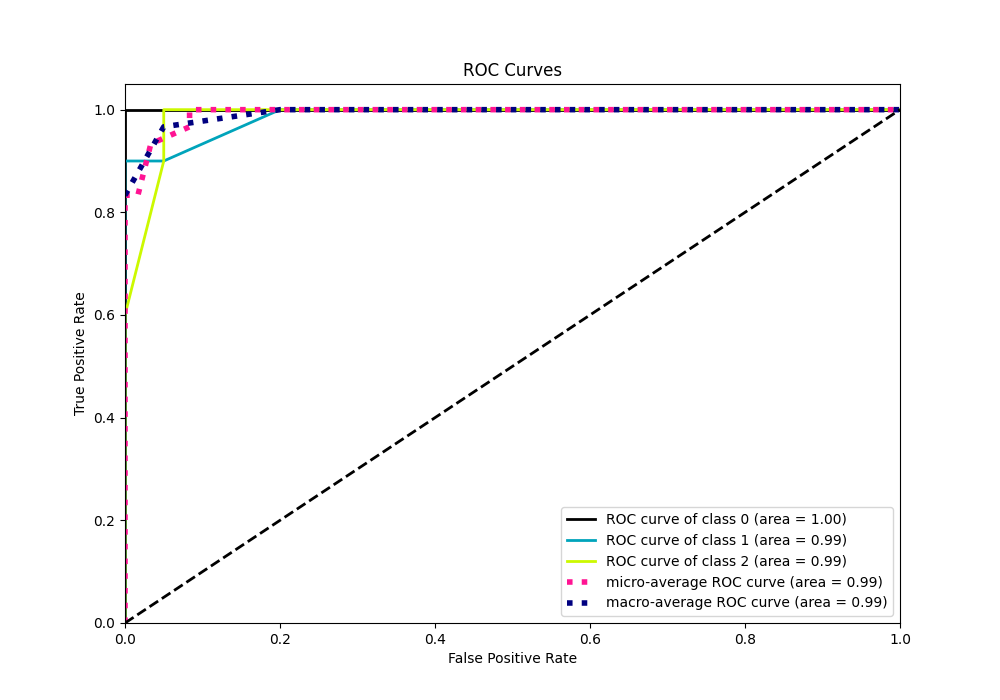 ROC Curves
True Positive Rate
1.0
0.8
0.6
0.4
0.2
0.0
0.0 0.2 0.4 0.6 0.8 1.0
False Positive Rate
ROC curve of class 0 (area = 1.00)
ROC curve of class 1 (area = 0.99)
ROC curve of class 2 (area = 0.99)
micro-average ROC curve (area = 0.99)
macro-average ROC curve (area = 0.99)